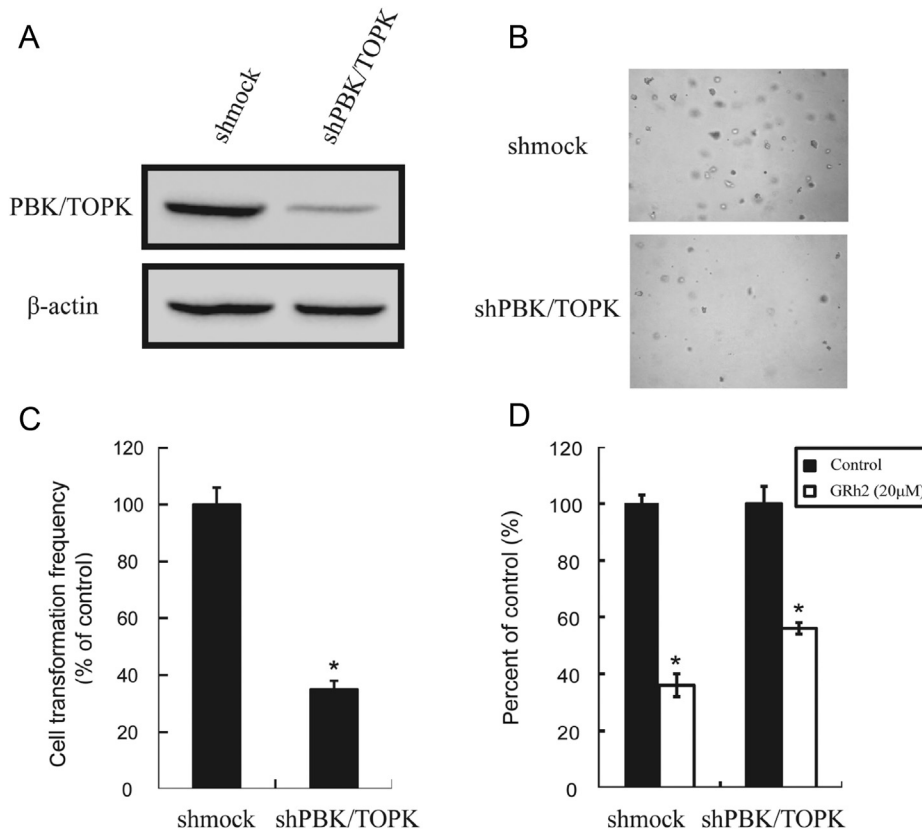 A
shmock
shPBK/TOPK
PBK/TOPK
β-actin
B
shmock
shPBK/TOPK
C
Cell transformation frequency
(% of control)
120
100
80
60
40
20
0
*
shmock
shPBK/TOPK
D
Percent of control (%)
120
100
80
60
40
20
0
*
*
Control
GRh2 (20μM)
shmock
shPBK/TOPK